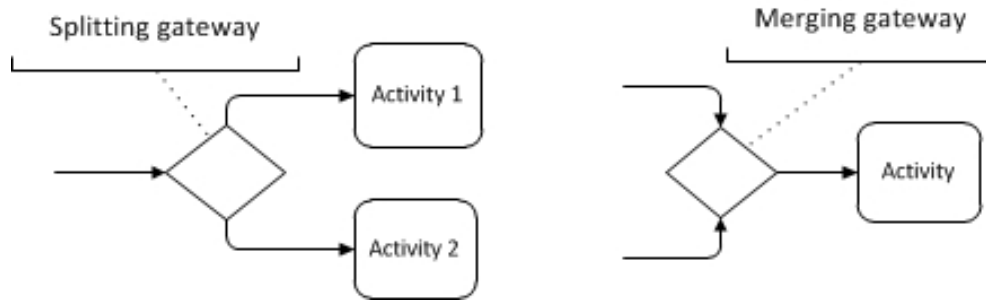 Splitting gateway
Activity 1
Activity 2
Merging gateway
Activity